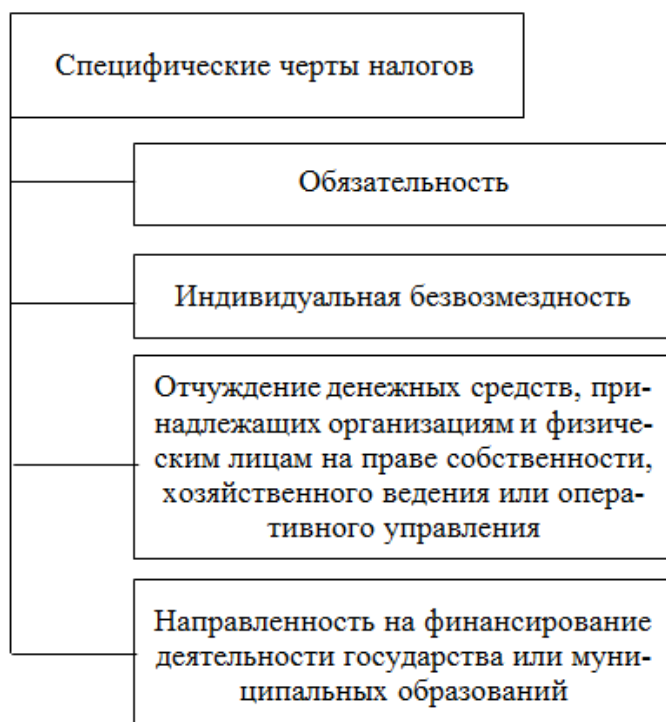 Специфические черты налогов
Обязательность
Индивидуальная безвозмездность
Отчуждение денежных средств, при-
надлежащих организациям и физиче-
ским лицам на праве собственности,
хозяйственного ведения или опера-
тивного управления
Направленность на финансирование
деятельности государства или муни-
ципальных образований